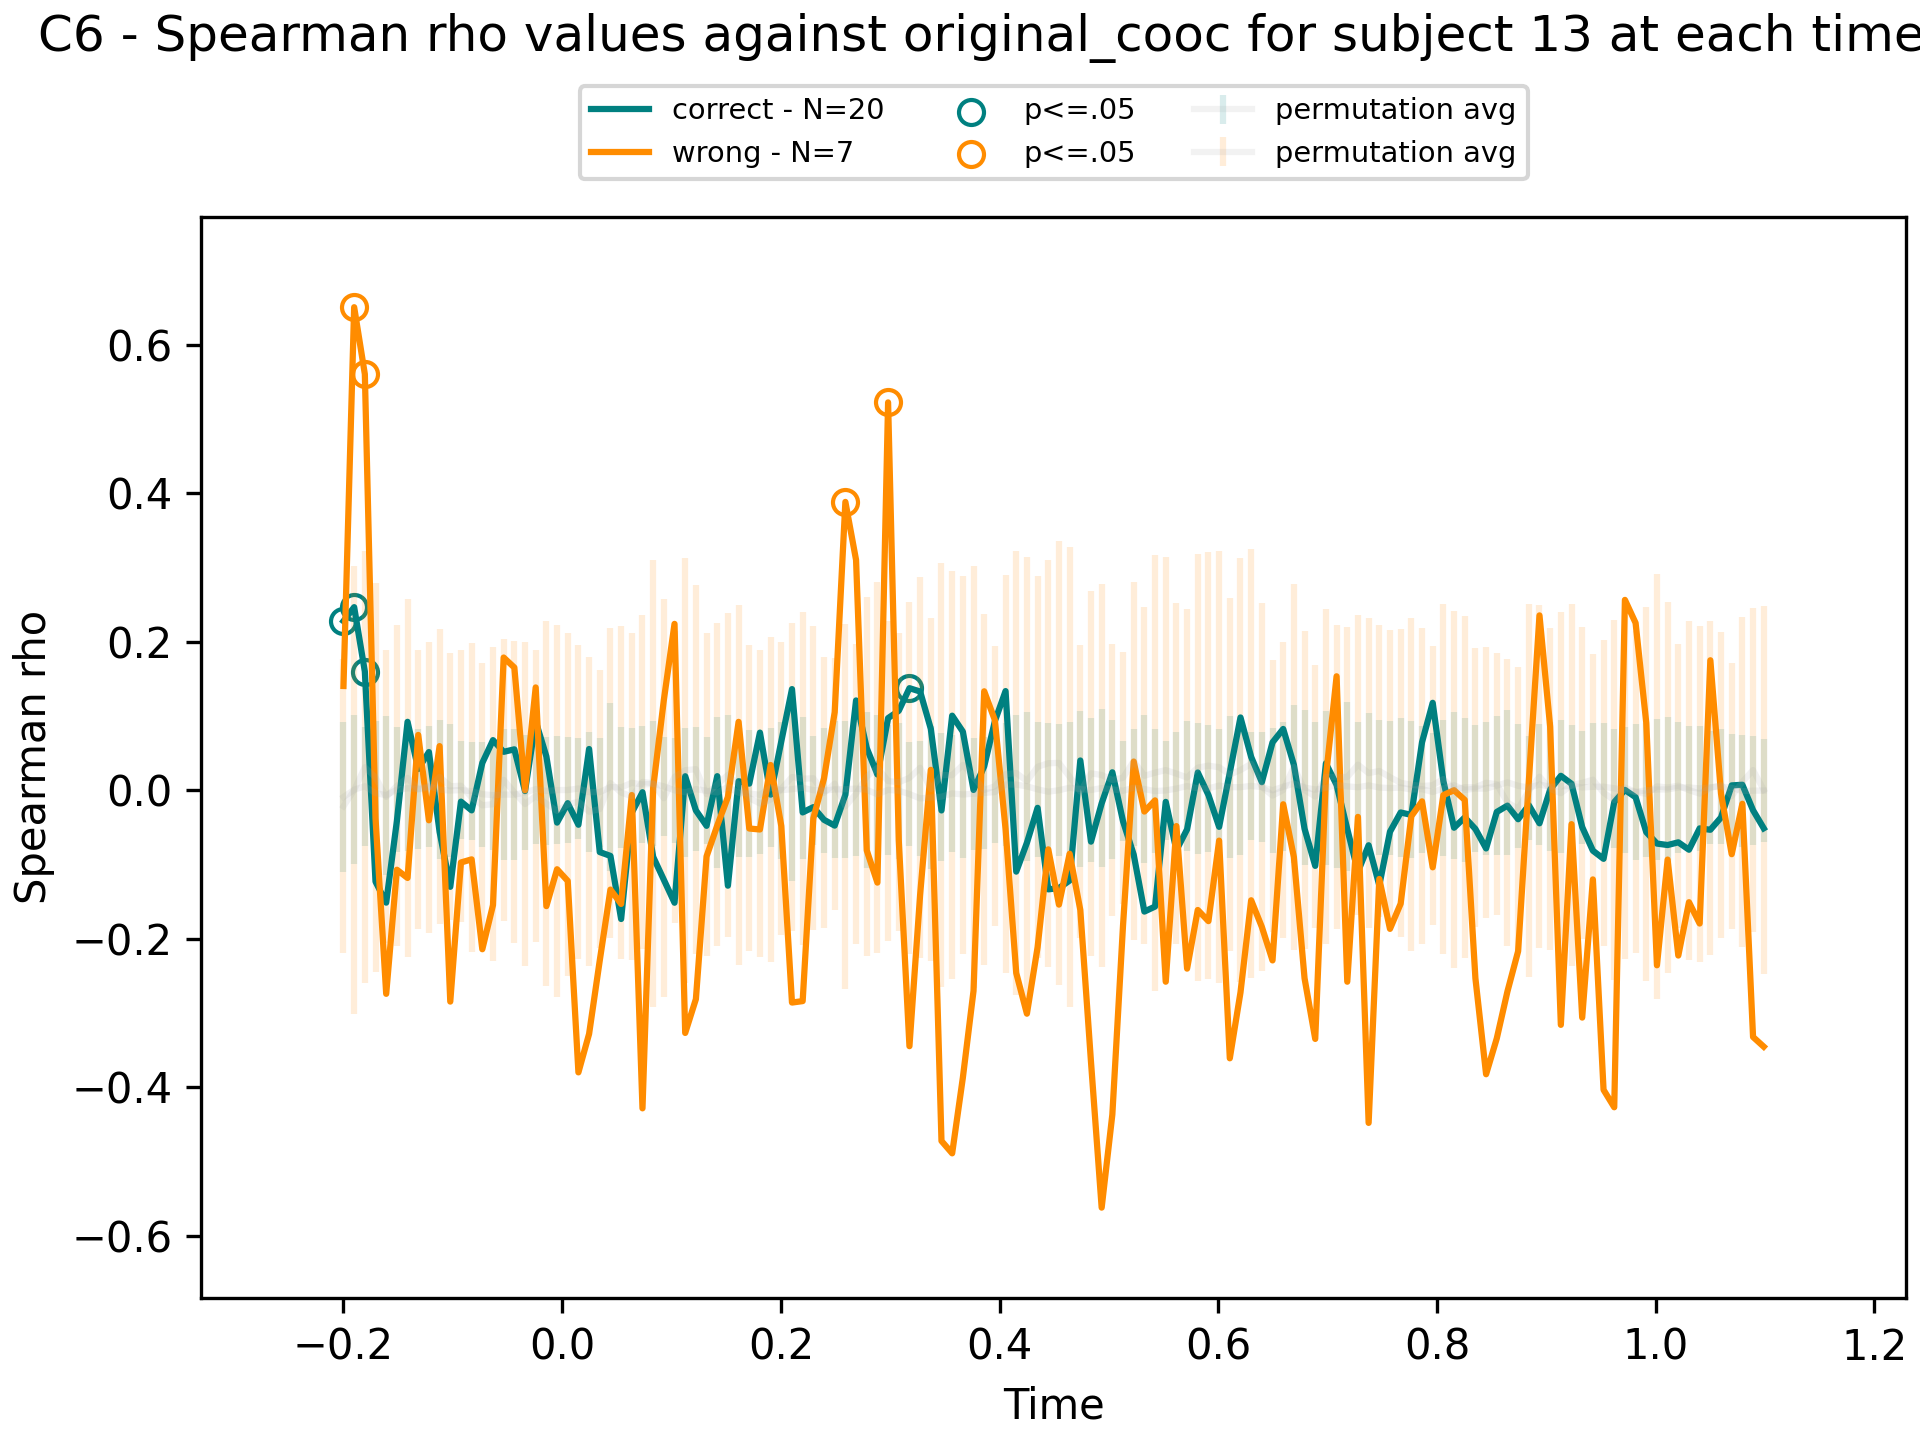 C6 - Spearman rho values against original_cooc for subject 13 at each time
correct - N=20 p<=.05 permutation avg
wrong - N=7 p<=.05 permutation avg
Spearman rho
0.6
0.4
0.2
0.0
−0.2
−0.4
−0.6
−0.2 0.0 0.2 0.4 0.6 0.8 1.0 1.2
Time